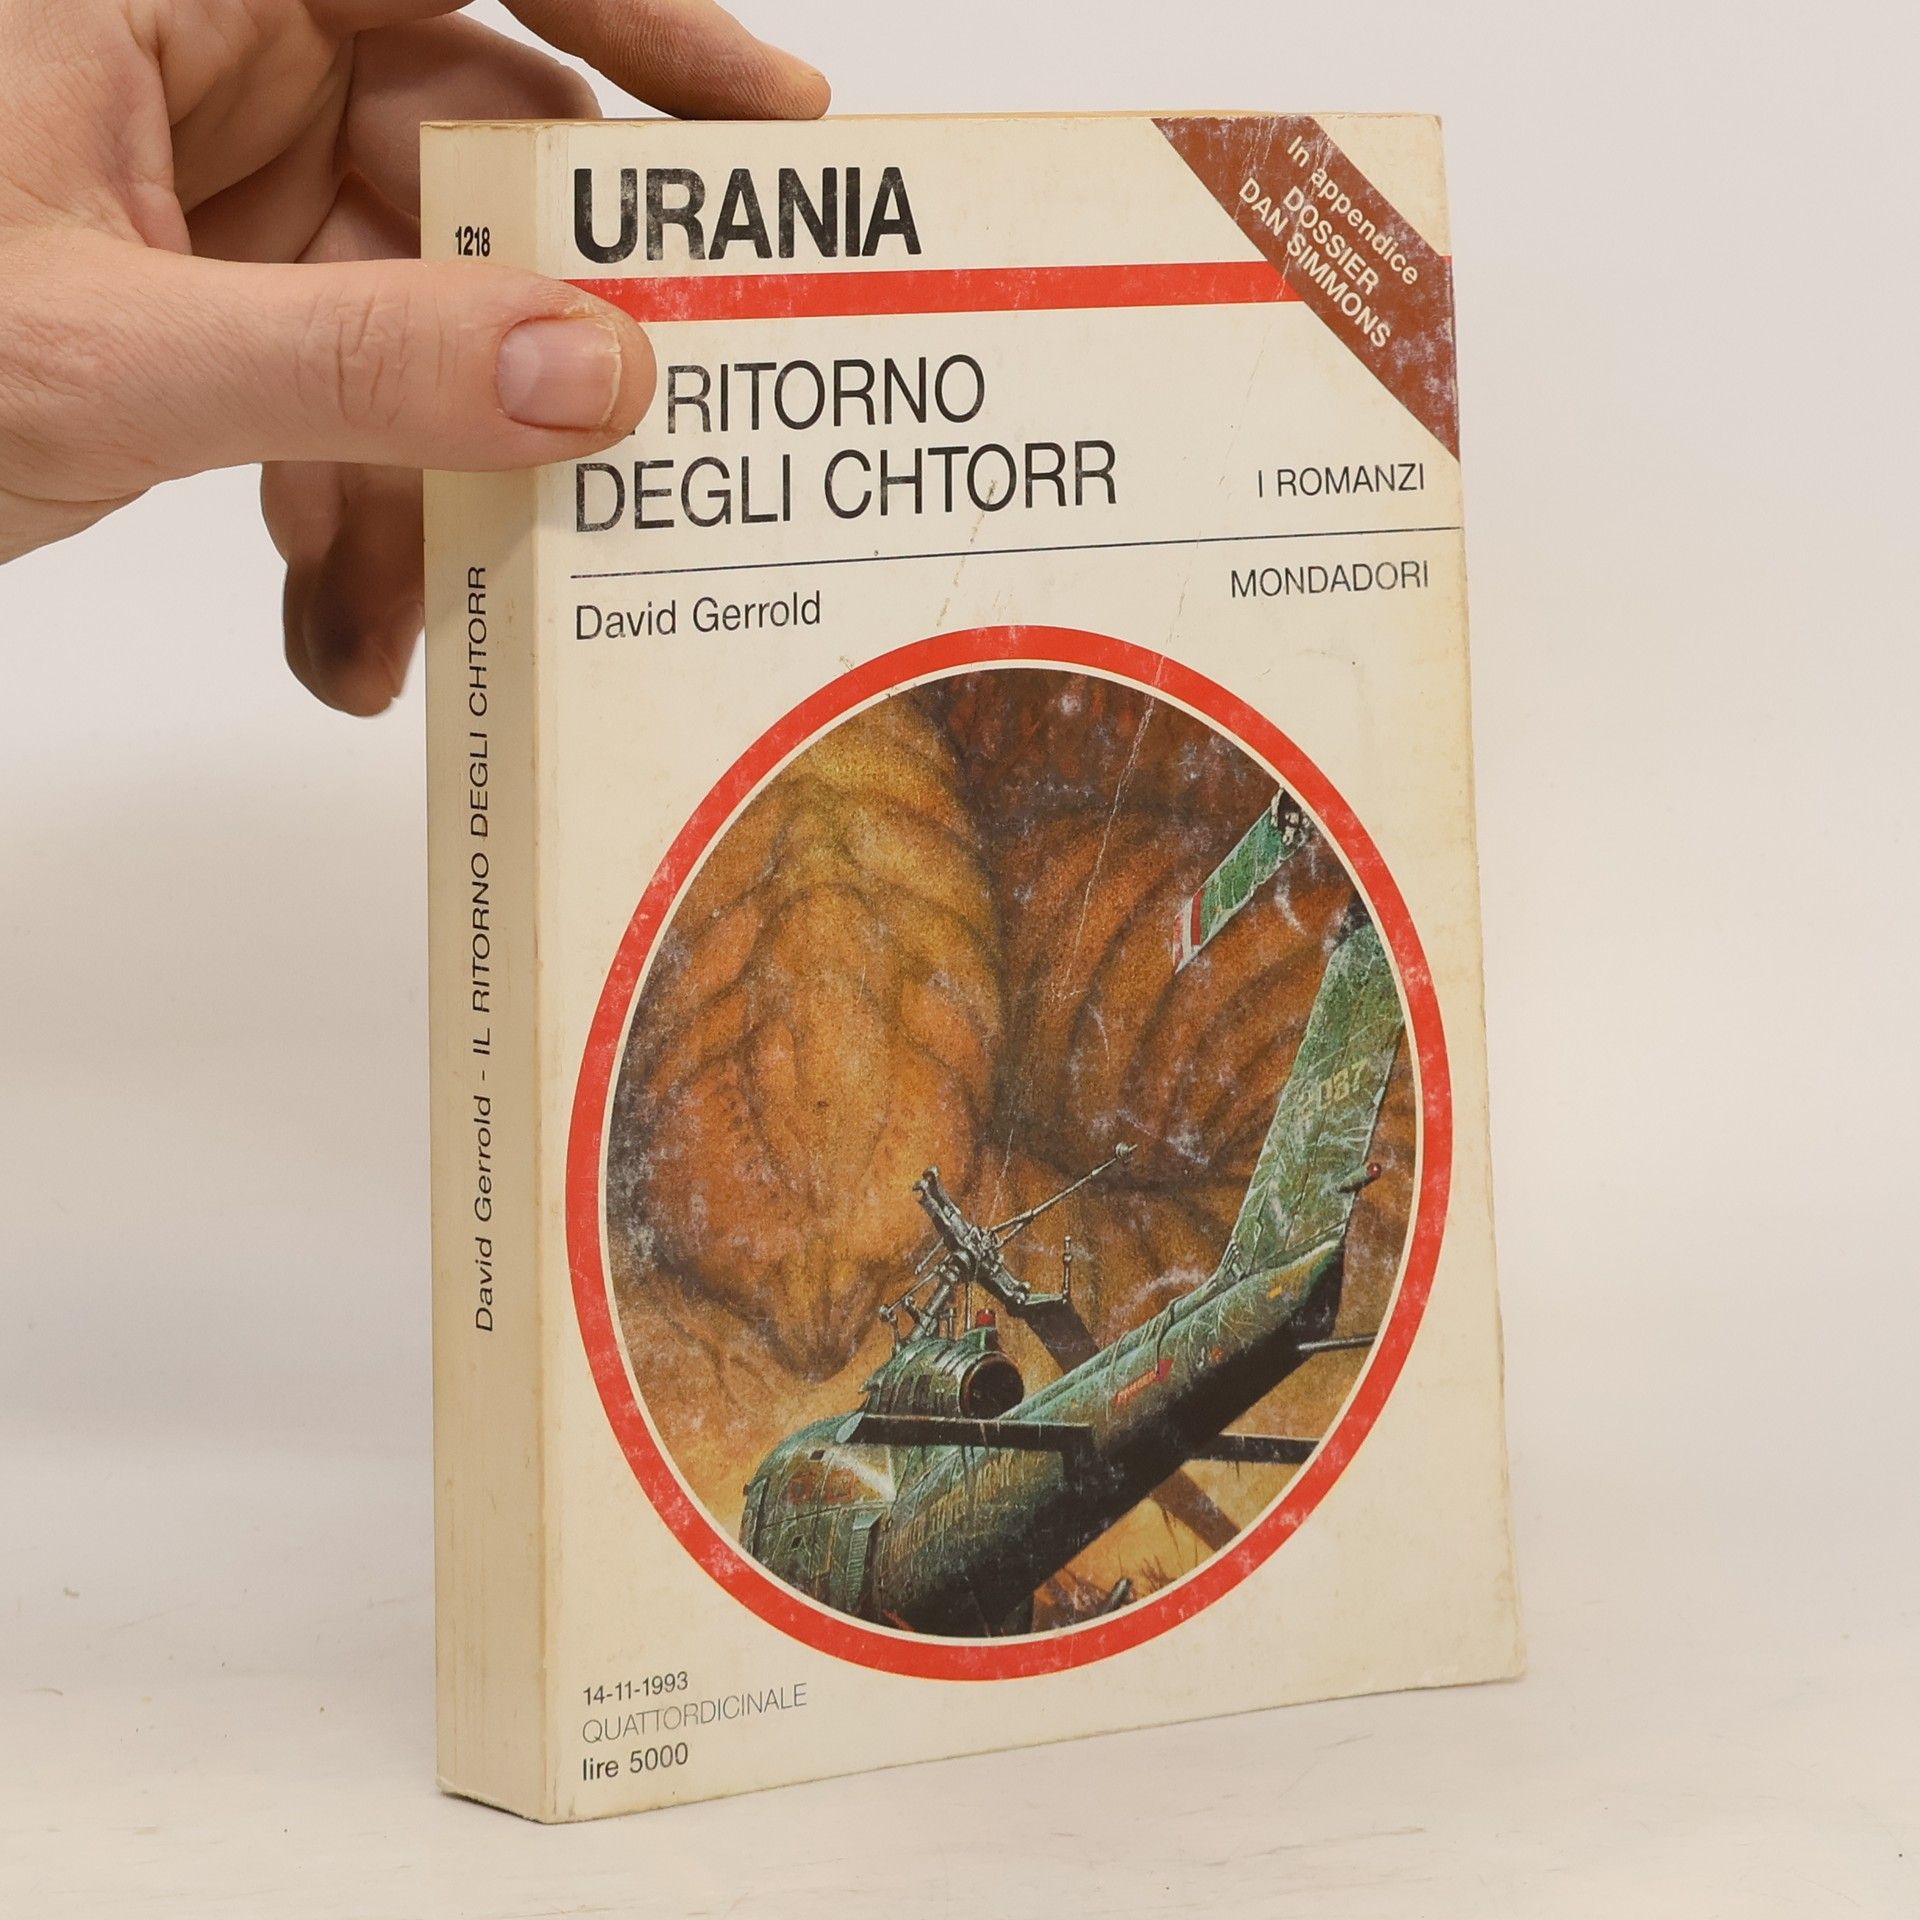 1218
David Gerrold - IL RITORNO DEGLI CHTORR
URANIA
In appendice
DOSSIER
DAN SIMMONS
RITORNO
DEGLI CHTORR
I ROMANZI
David Gerrold
MONDADORI
2037
14-11-1993
QUATTORDICINALE
lire 5000